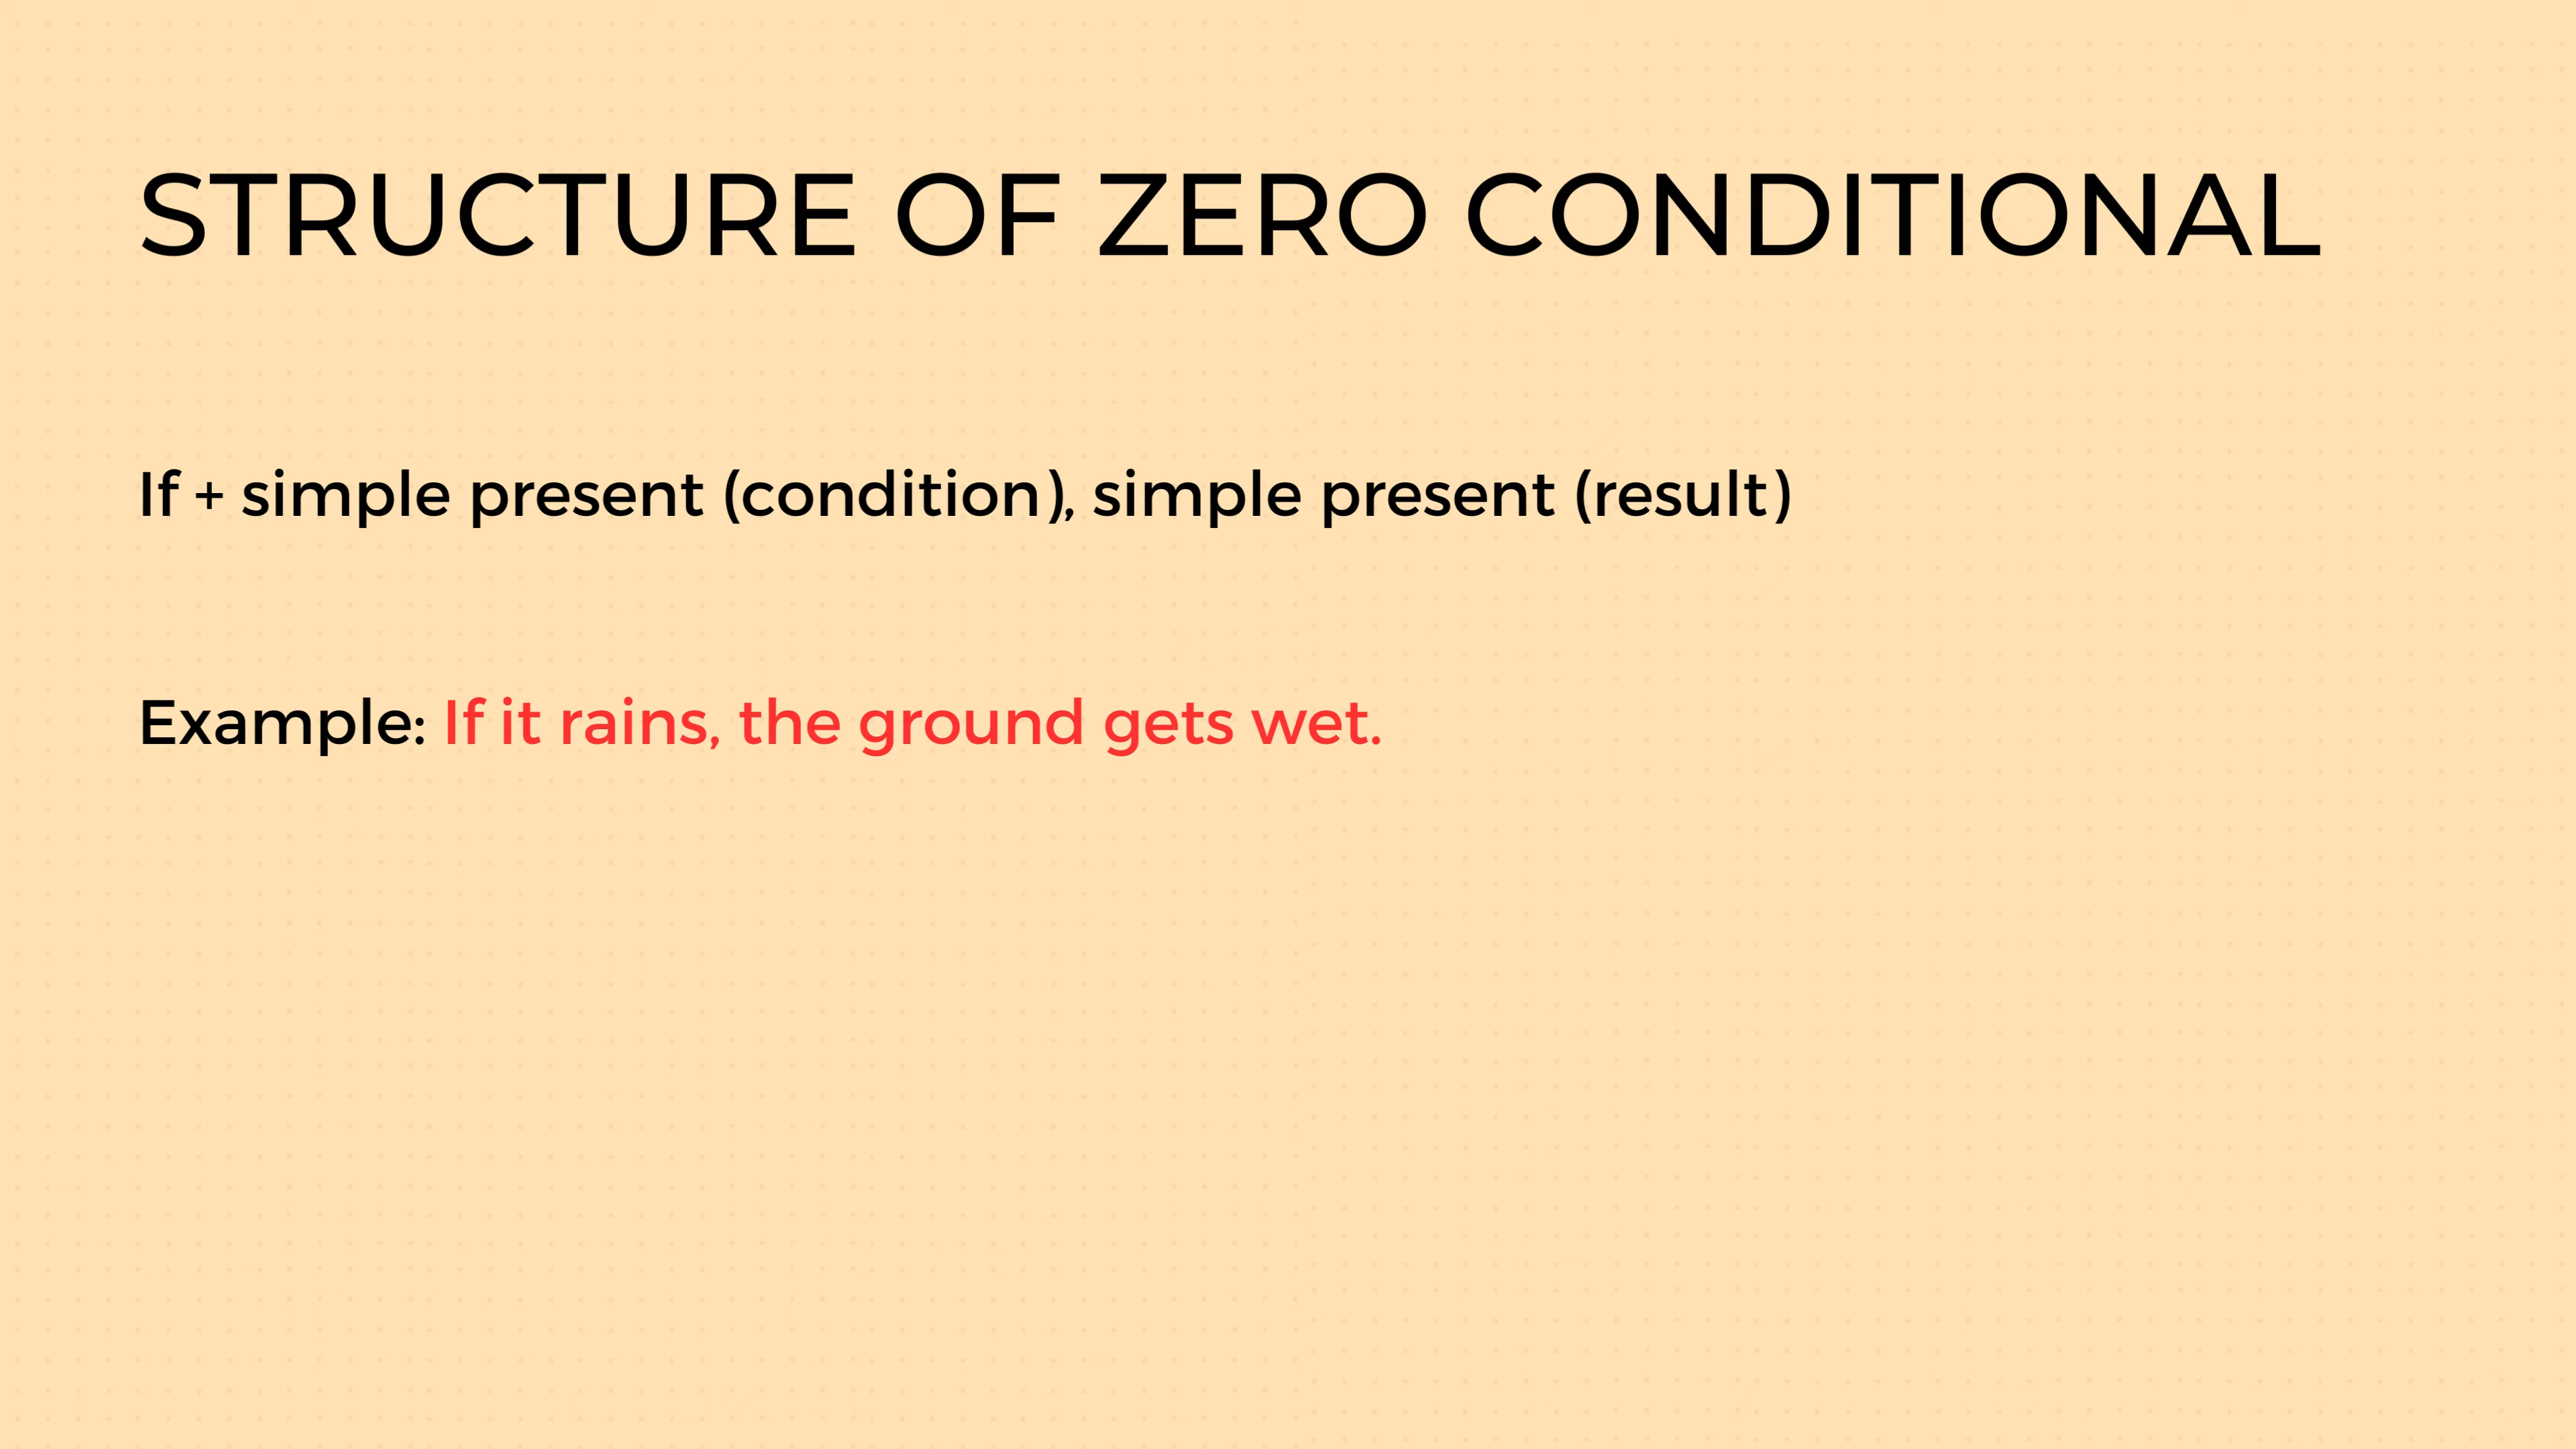 STRUCTURE OF ZERO CONDITIONAL
If + simple present (condition), simple present (result)
Example: If it rains, the ground gets wet.